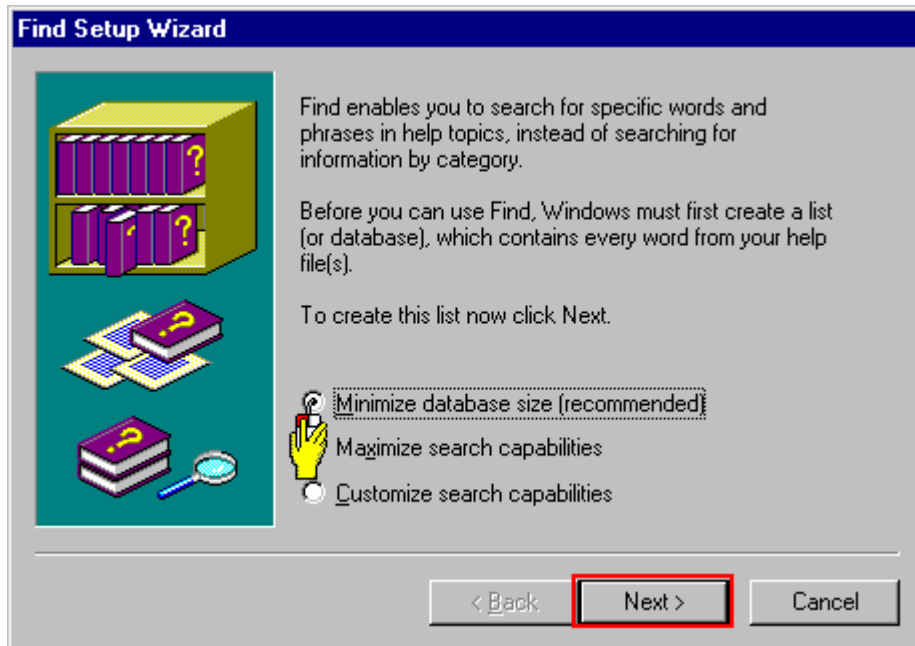 Find Setup Wizard
Find enables you to search for specific words and
phrases in help topics, instead of searching for
information by category.
Before you can use Find, Windows must first create a list
(or database), which contains every word from your help
file(s).
To create this list now click Next.
Minimize database size (recommended)
Maximize search capabilities
Customize search capabilities
< Back
Next >
Cancel